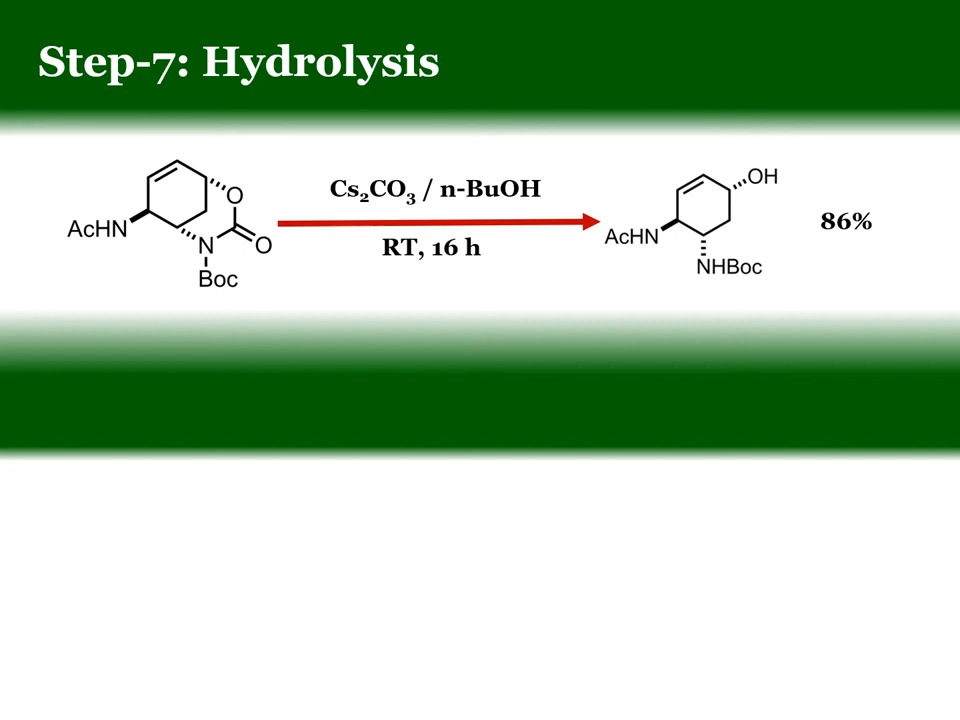 Step-7: Hydrolysis
Cs₂CO₃ / n-BuOH
RT, 16 h
86%
O
AcHN
N
O
Boc
OH
AcHN
NHBoc